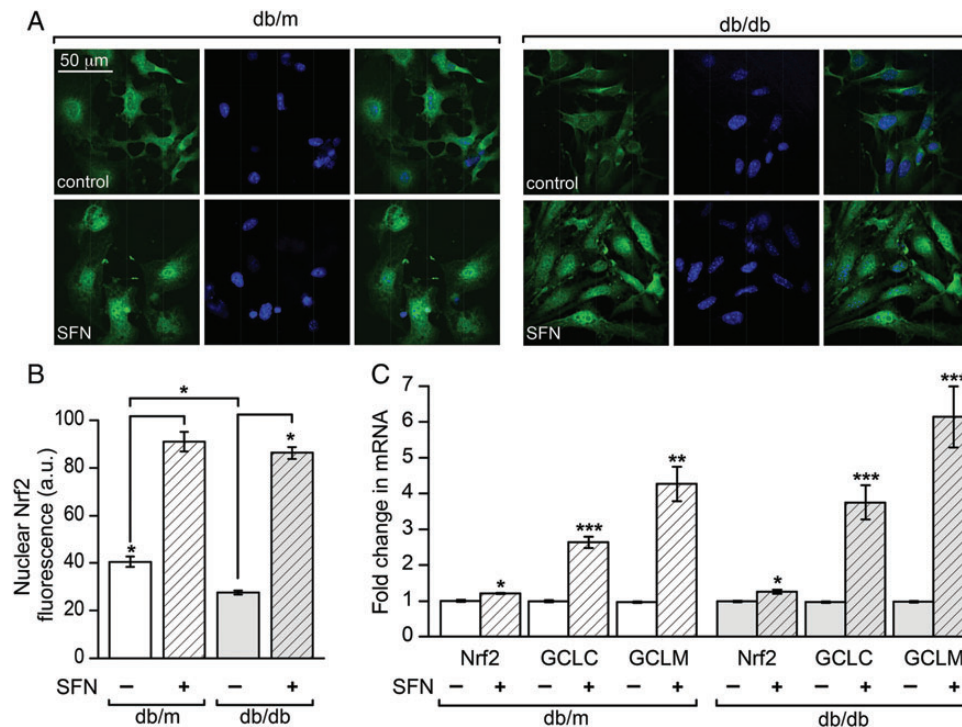 A
db/m
db/db
50 μm
control
control
SFN
SFN
B
Nuclear Nrf2
fluorescence (a.u.)
100
80
60
40
20
0
*
*
*
SFN
− + − +
db/m db/db
C
Fold change in mRNA
7
6
5
4
3
2
1
0
* *** ** * *** ***
Nrf2 GCLC GCLM Nrf2 GCLC GCLM
SFN − + − + − + − + − + − +
db/m db/db